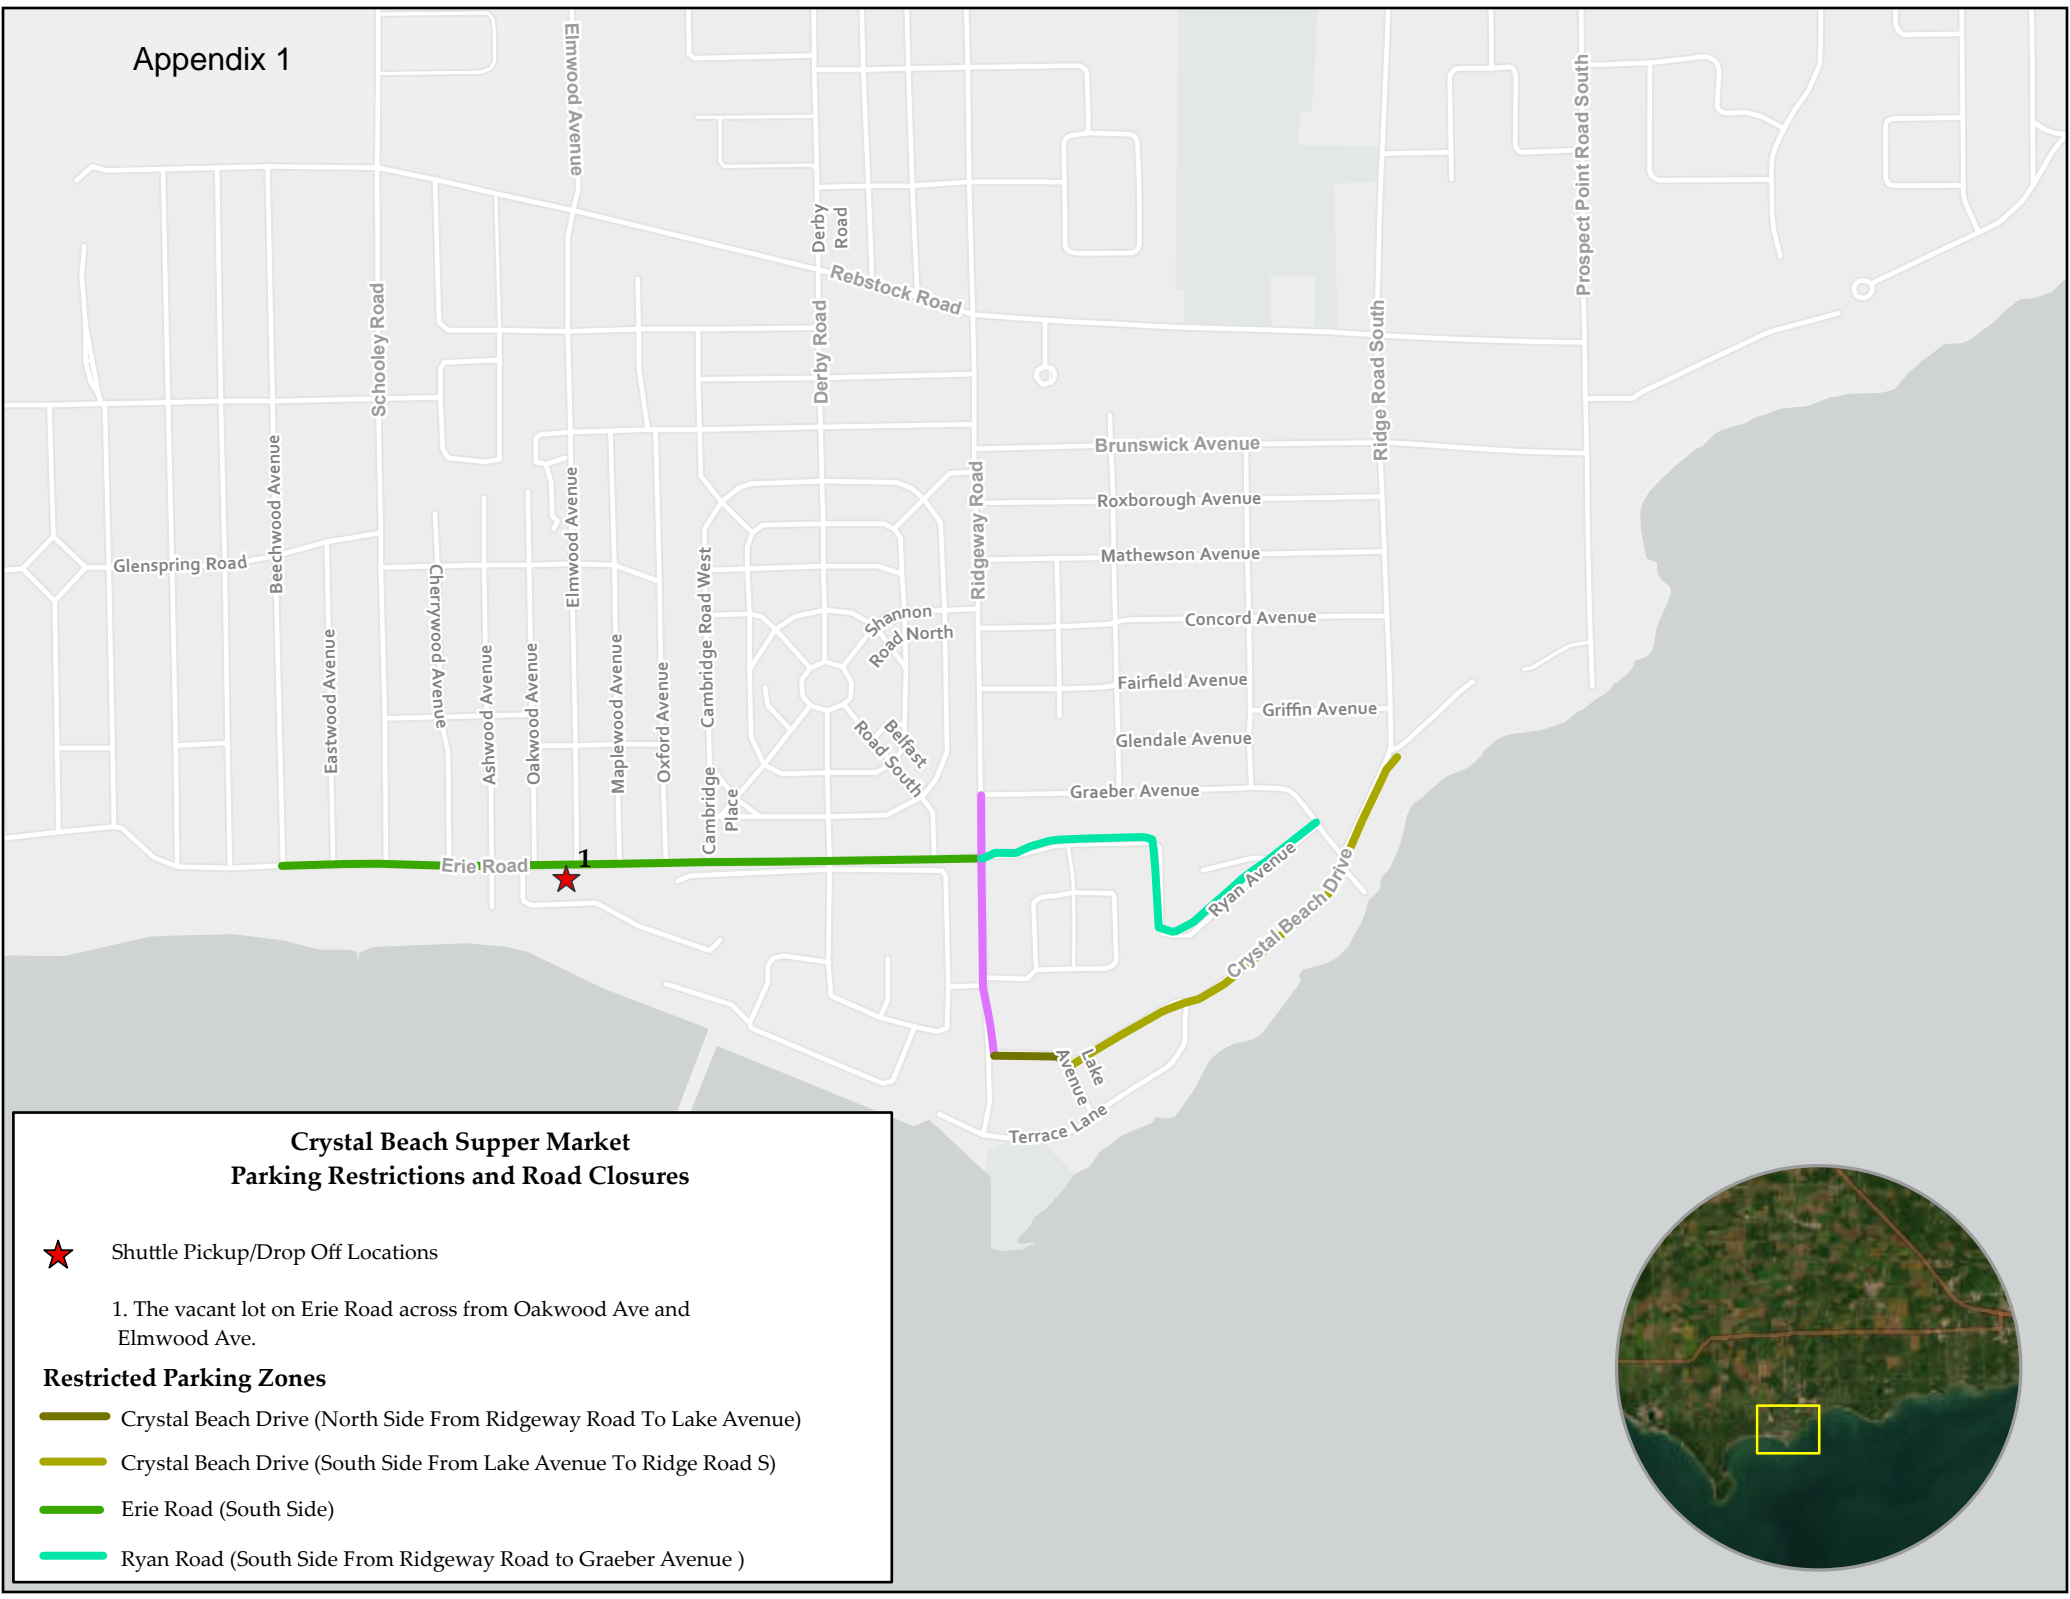 Appendix 1
Elmwood Avenue
Prospect Point Road South
Derby
Road
Rebstock Road
Schooley Road
Derby Road
Ridge Road South
Brunswick Avenue
Beechwood Avenue
Elmwood Avenue
Ridgeway Road
Roxborough Avenue
Mathewson Avenue
Glenspring Road
Cherrywood Avenue
Cambridge Road West
Shannon
Road North
Concord Avenue
Eastwood Avenue
Ashwood Avenue
Oakwood Avenue
Maplewood Avenue
Oxford Avenue
Fairfield Avenue
Griffin Avenue
Belfast
Road South
Glendale Avenue
Cambridge
Place
Graeber Avenue
Erie Road
1
Ryan Avenue
Crystal Beach Drive
Lake
Avenue
Terrace Lane
Crystal Beach Supper Market
Parking Restrictions and Road Closures
Shuttle Pickup/Drop Off Locations
1. The vacant lot on Erie Road across from Oakwood Ave and
Elmwood Ave.
Restricted Parking Zones
Crystal Beach Drive (North Side From Ridgeway Road To Lake Avenue)
Crystal Beach Drive (South Side From Lake Avenue To Ridge Road S)
Erie Road (South Side)
Ryan Road (South Side From Ridgeway Road to Graeber Avenue )